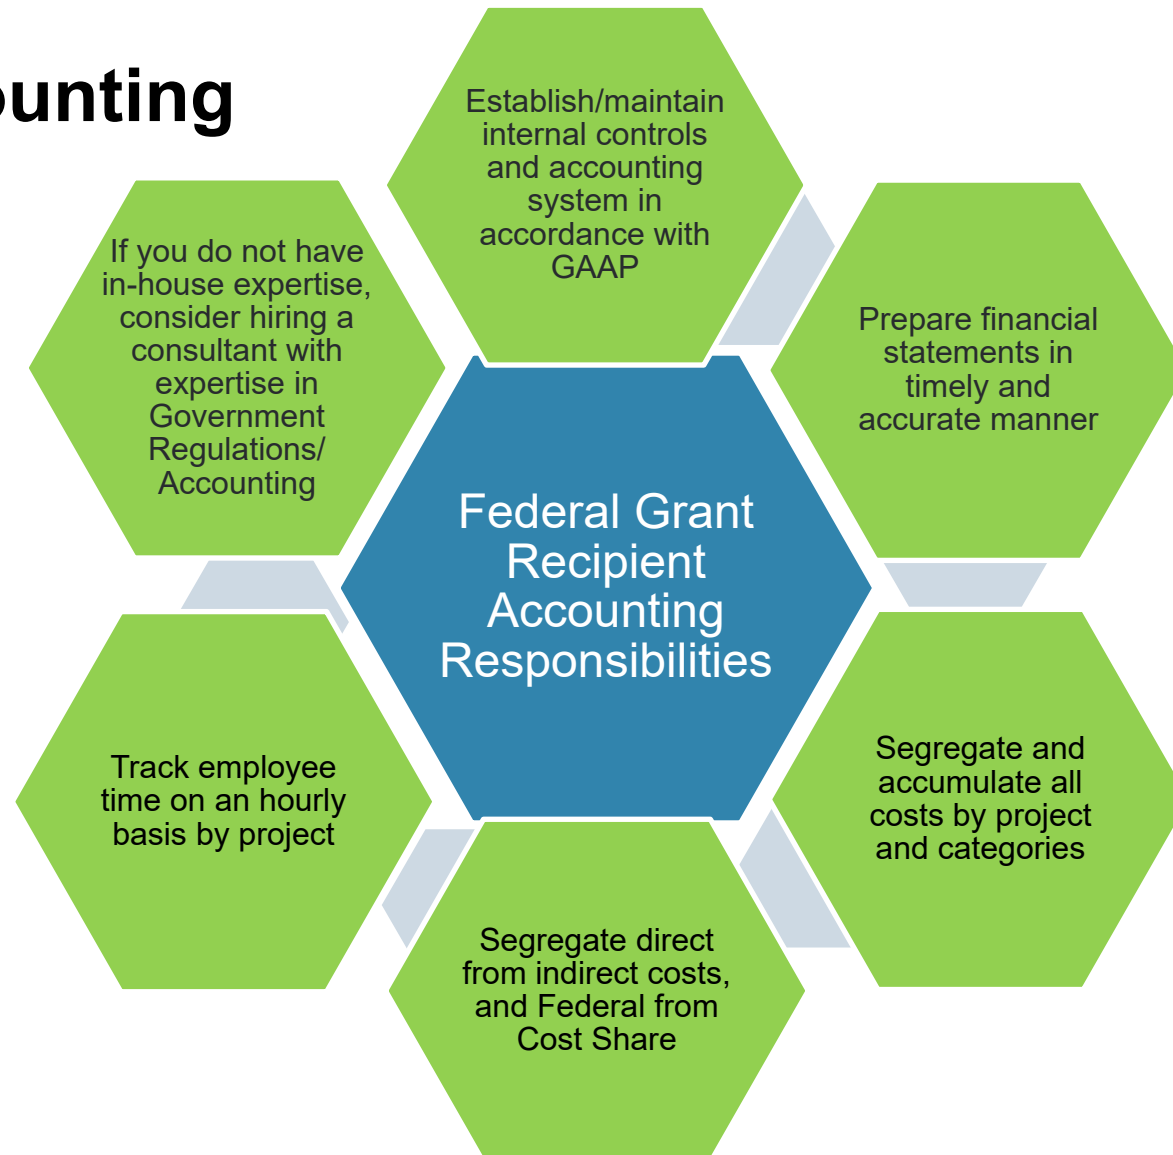 ounting
Establish/maintain
internal controls
and accounting
system in
accordance with
GAAP
Prepare financial
statements in
timely and
accurate manner
Segregate and
accumulate all
costs by project
and categories
Segregate direct
from indirect costs,
and Federal from
Cost Share
Track employee
time on an hourly
basis by project
If you do not have
in-house expertise,
consider hiring a
consultant with
expertise in
Government
Regulations/
Accounting
Federal Grant
Recipient
Accounting
Responsibilities